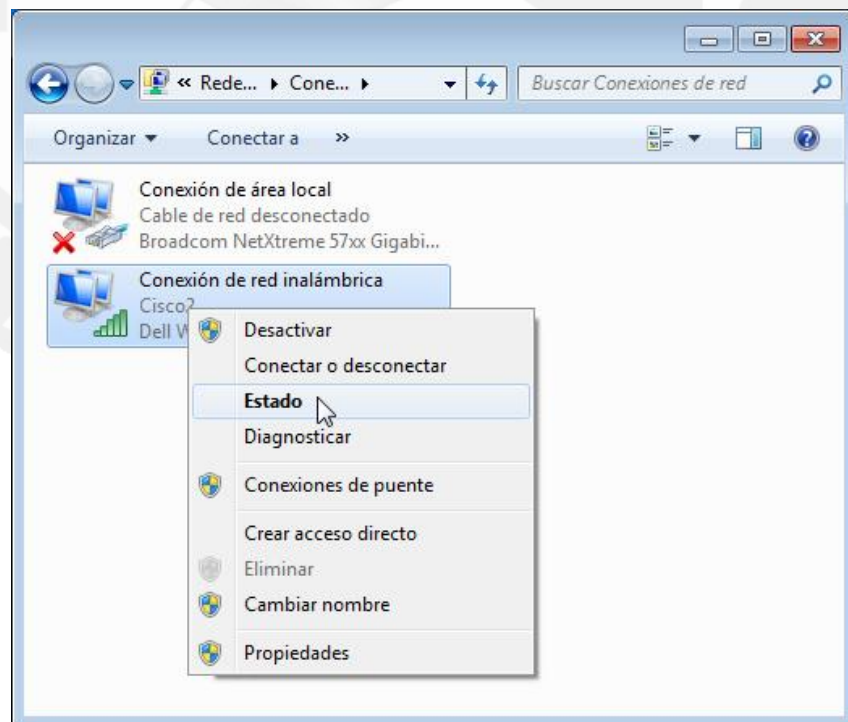 « Rede... ▸ Cone... ▸
Buscar Conexiones de red
Organizar
Conectar a
»
Conexión de área local
Cable de red desconectado
Broadcom NetXtreme 57xx Gigabi...
Conexión de red inalámbrica
Cisco2
Dell W
Desactivar
Conectar o desconectar
Estado
Diagnosticar
Conexiones de puente
Crear acceso directo
Eliminar
Cambiar nombre
Propiedades